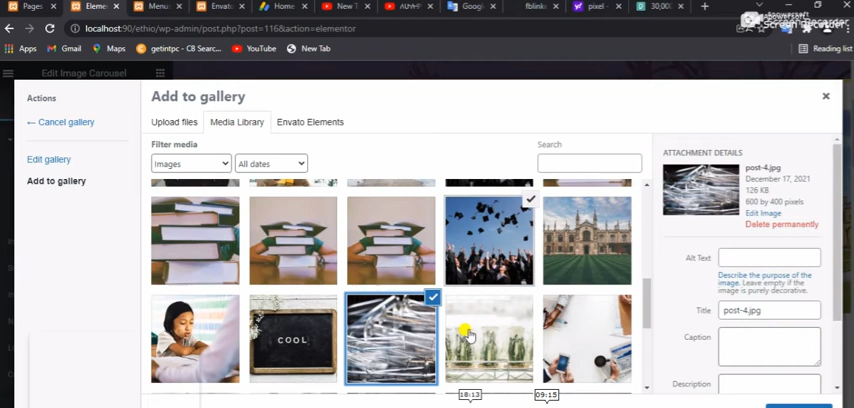 Pages
Eleme
Menus
Envato
Home
New T
Googl
fblinke
pixel -
30,000
localhost:90/ethio/wp-admin/post.php?post=116&action=elementor
Screen Recorder
Apps
Gmail
Maps
getintpc - CB Searc...
YouTube
New Tab
Reading list
Edit Image Carousel
Actions
← Cancel gallery
Edit gallery
Add to gallery
Add to gallery
Upload files
Media Library
Envato Elements
Filter media
Images
All dates
Search
COOL
ATTACHMENT DETAILS
post-4.jpg
December 17, 2021
126 KB
600 by 400 pixels
Edit Image
Delete permanently
Alt Text
Describe the purpose of the
image. Leave empty if the
image is purely decorative.
Title
post-4.jpg
Caption
Description
18:13
09:15